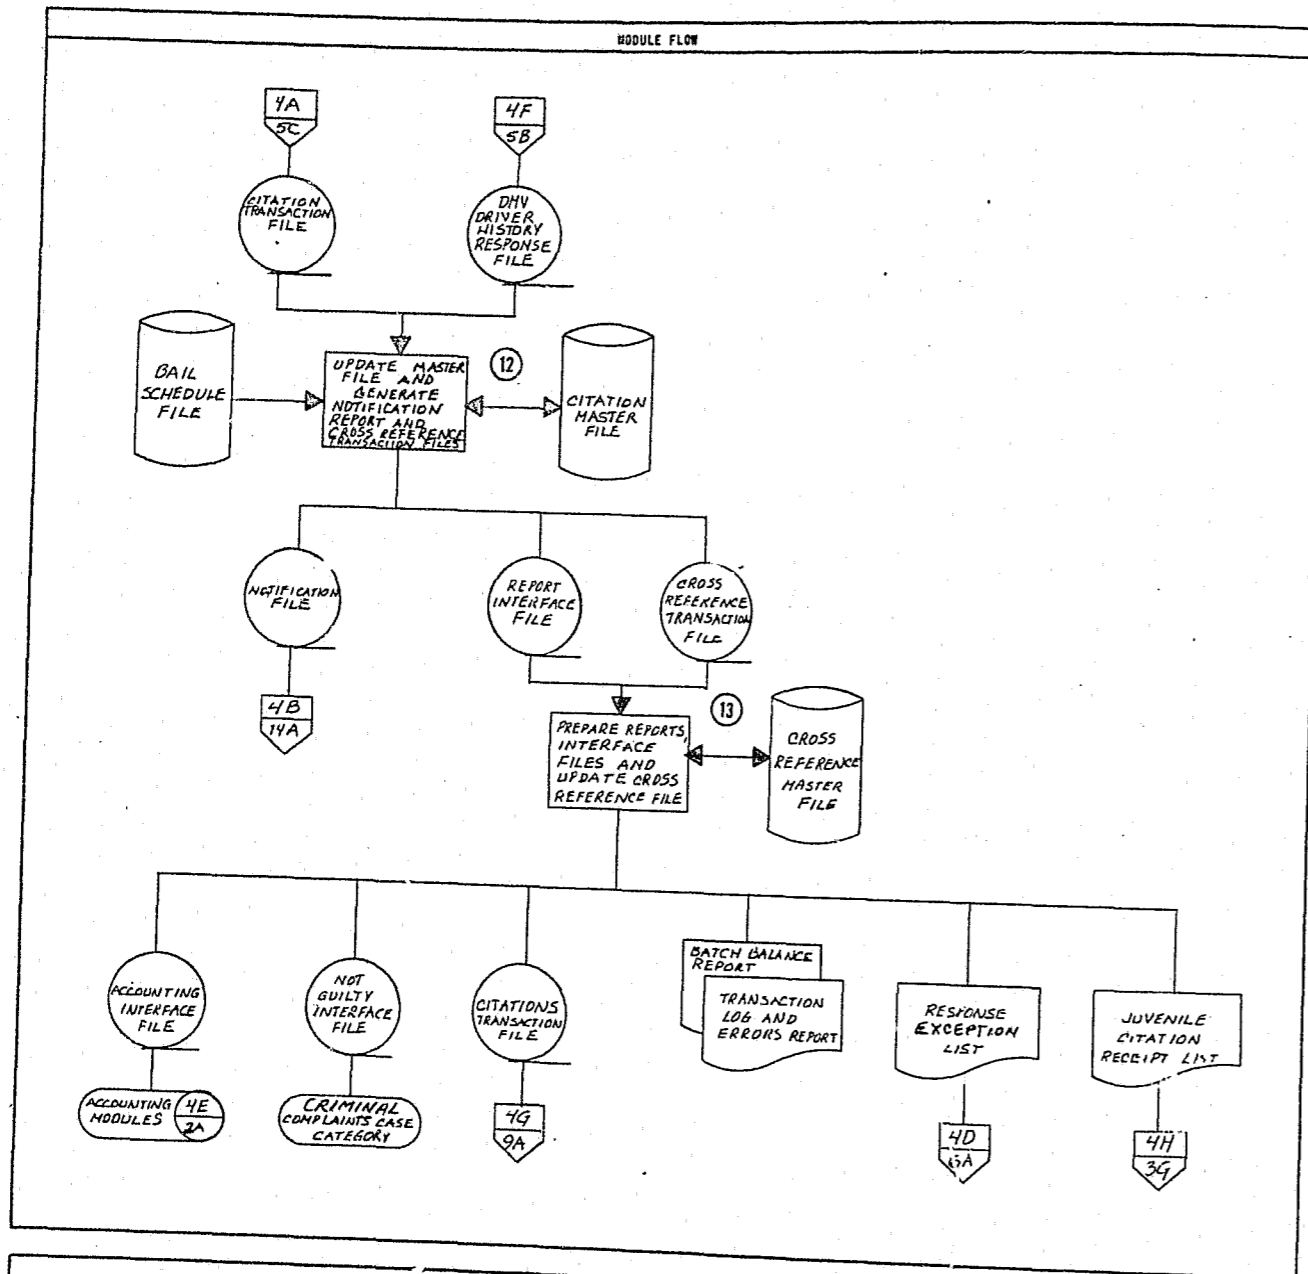 MODULE FLOW
4A
5C
4F
5B
CITATION
TRANSACTION
FILE
DMV
DRIVER
HISTORY
RESPONSE
FILE
BAIL
SCHEDULE
FILE
UPDATE MASTER
FILE AND
GENERATE
NOTIFICATION
REPORT AND
CROSS REFERENCE
TRANSACTION FILES
12
CITATION
MASTER
FILE
NOTIFICATION
FILE
REPORT
INTERFACE
FILE
CROSS
REFERENCE
TRANSACTION
FILE
4B
14A
PREPARE REPORTS,
INTERFACE
FILES AND
UPDATE CROSS
REFERENCE FILE
13
CROSS
REFERENCE
MASTER
FILE
ACCOUNTING
INTERFACE
FILE
NOT
GUILTY
INTERFACE
FILE
CITATIONS
TRANSACTION
FILE
BATCH BALANCE
REPORT
TRANSACTION
LOG AND
ERRORS REPORT
RESPONSE
EXCEPTION
LIST
JUVENILE
CITATION
RECEIPT LIST
ACCOUNTING
MODULES
4E
2A
CRIMINAL
COMPLAINTS CASE
CATEGORY
4G
9A
4D
4H
3G